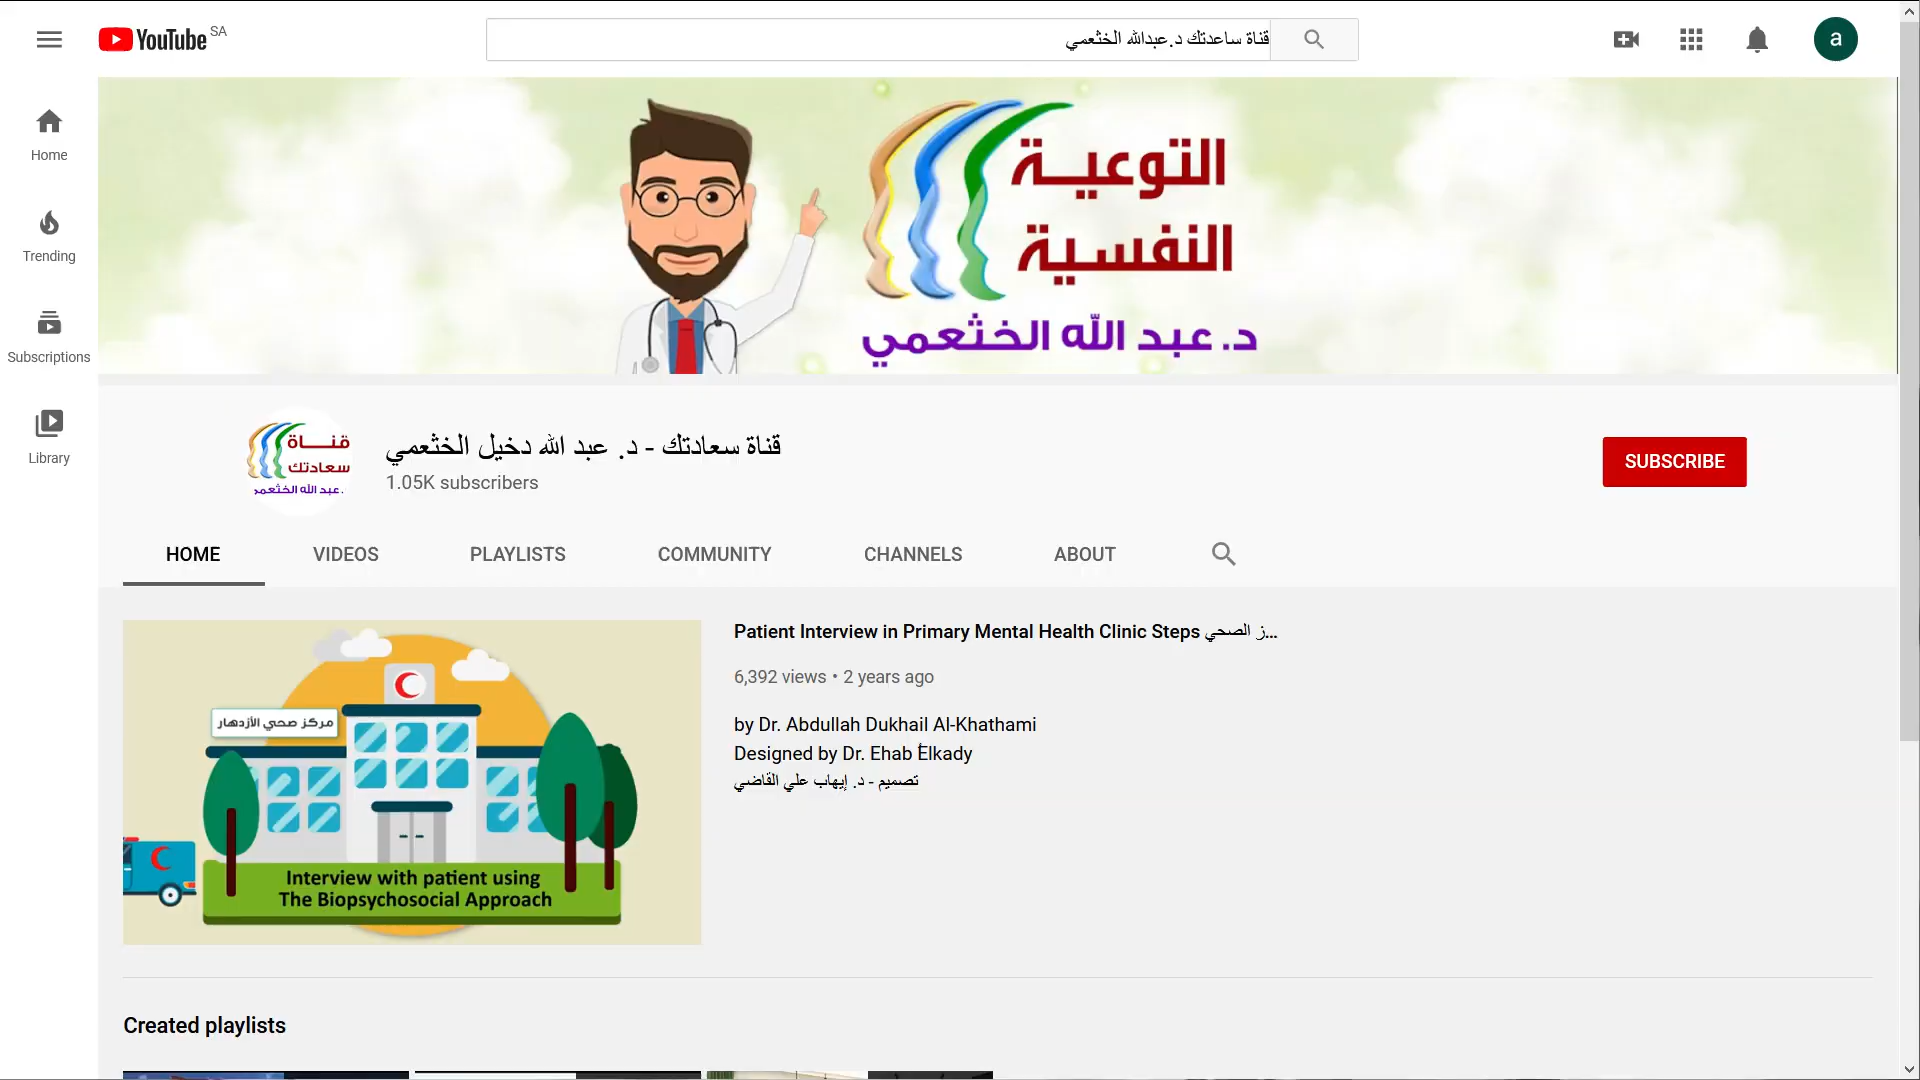 YouTube SA
قناة ساعدتك د.عبدالله الخثعمي
a
Home
Trending
Subscriptions
Library
التوعية
النفسية
د. عبد الله الخثعمي
قناة
سعادتك
د. عبد الله الخثعمي
قناة سعادتك - د. عبد الله دخيل الخثعمي
1.05K subscribers
SUBSCRIBE
HOME
VIDEOS
PLAYLISTS
COMMUNITY
CHANNELS
ABOUT
مركز صحي الأزدهار
Interview with patient using
The Biopsychosocial Approach
Patient Interview in Primary Mental Health Clinic Steps ز الصحي...
6,392 views • 2 years ago
by Dr. Abdullah Dukhail Al-Khathami
Designed by Dr. Ehab ُElkady
تصميم - د. إيهاب علي القاضي
Created playlists